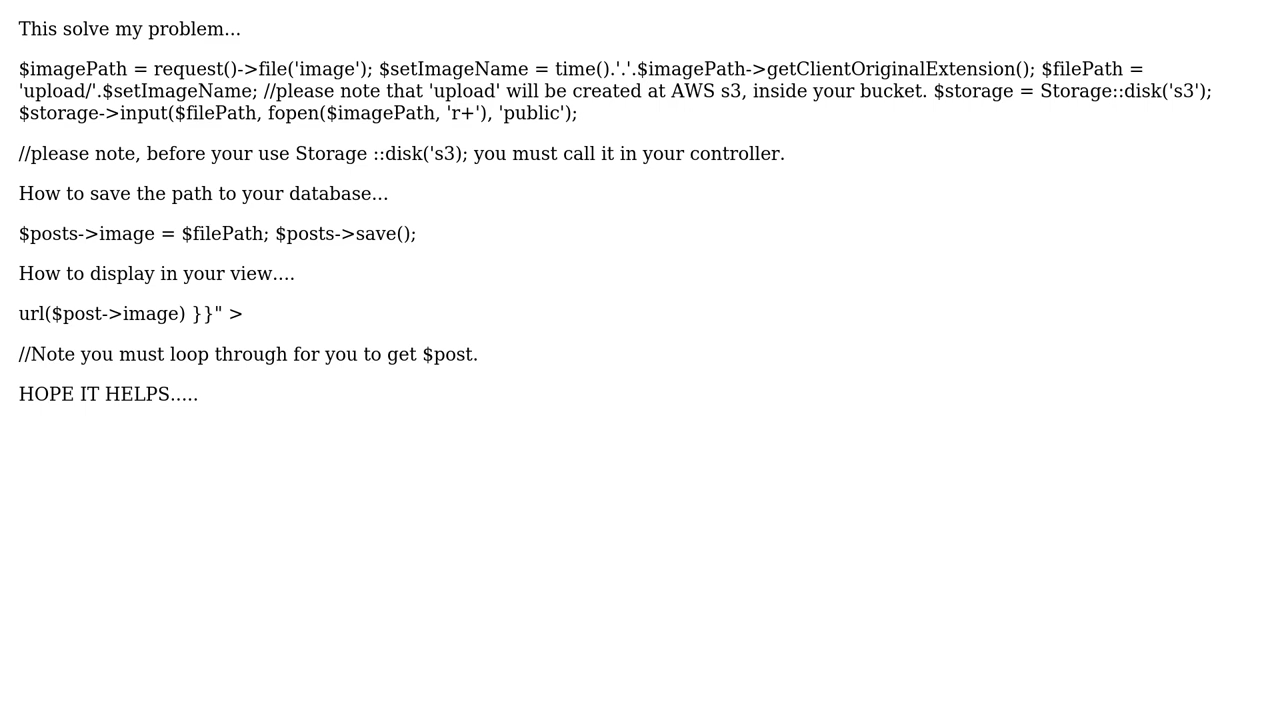 This solve my problem...
$imagePath = request()->file('image'); $setImageName = time().'.'.$imagePath->getClientOriginalExtension(); $filePath =
'upload/'.$setImageName; //please note that 'upload' will be created at AWS s3, inside your bucket. $storage = Storage::disk('s3');
$storage->input($filePath, fopen($imagePath, 'r+'), 'public');
//please note, before your use Storage ::disk('s3); you must call it in your controller.
How to save the path to your database...
$posts->image = $filePath; $posts->save();
How to display in your view....
url($post->image) }}" >
//Note you must loop through for you to get $post.
HOPE IT HELPS.....